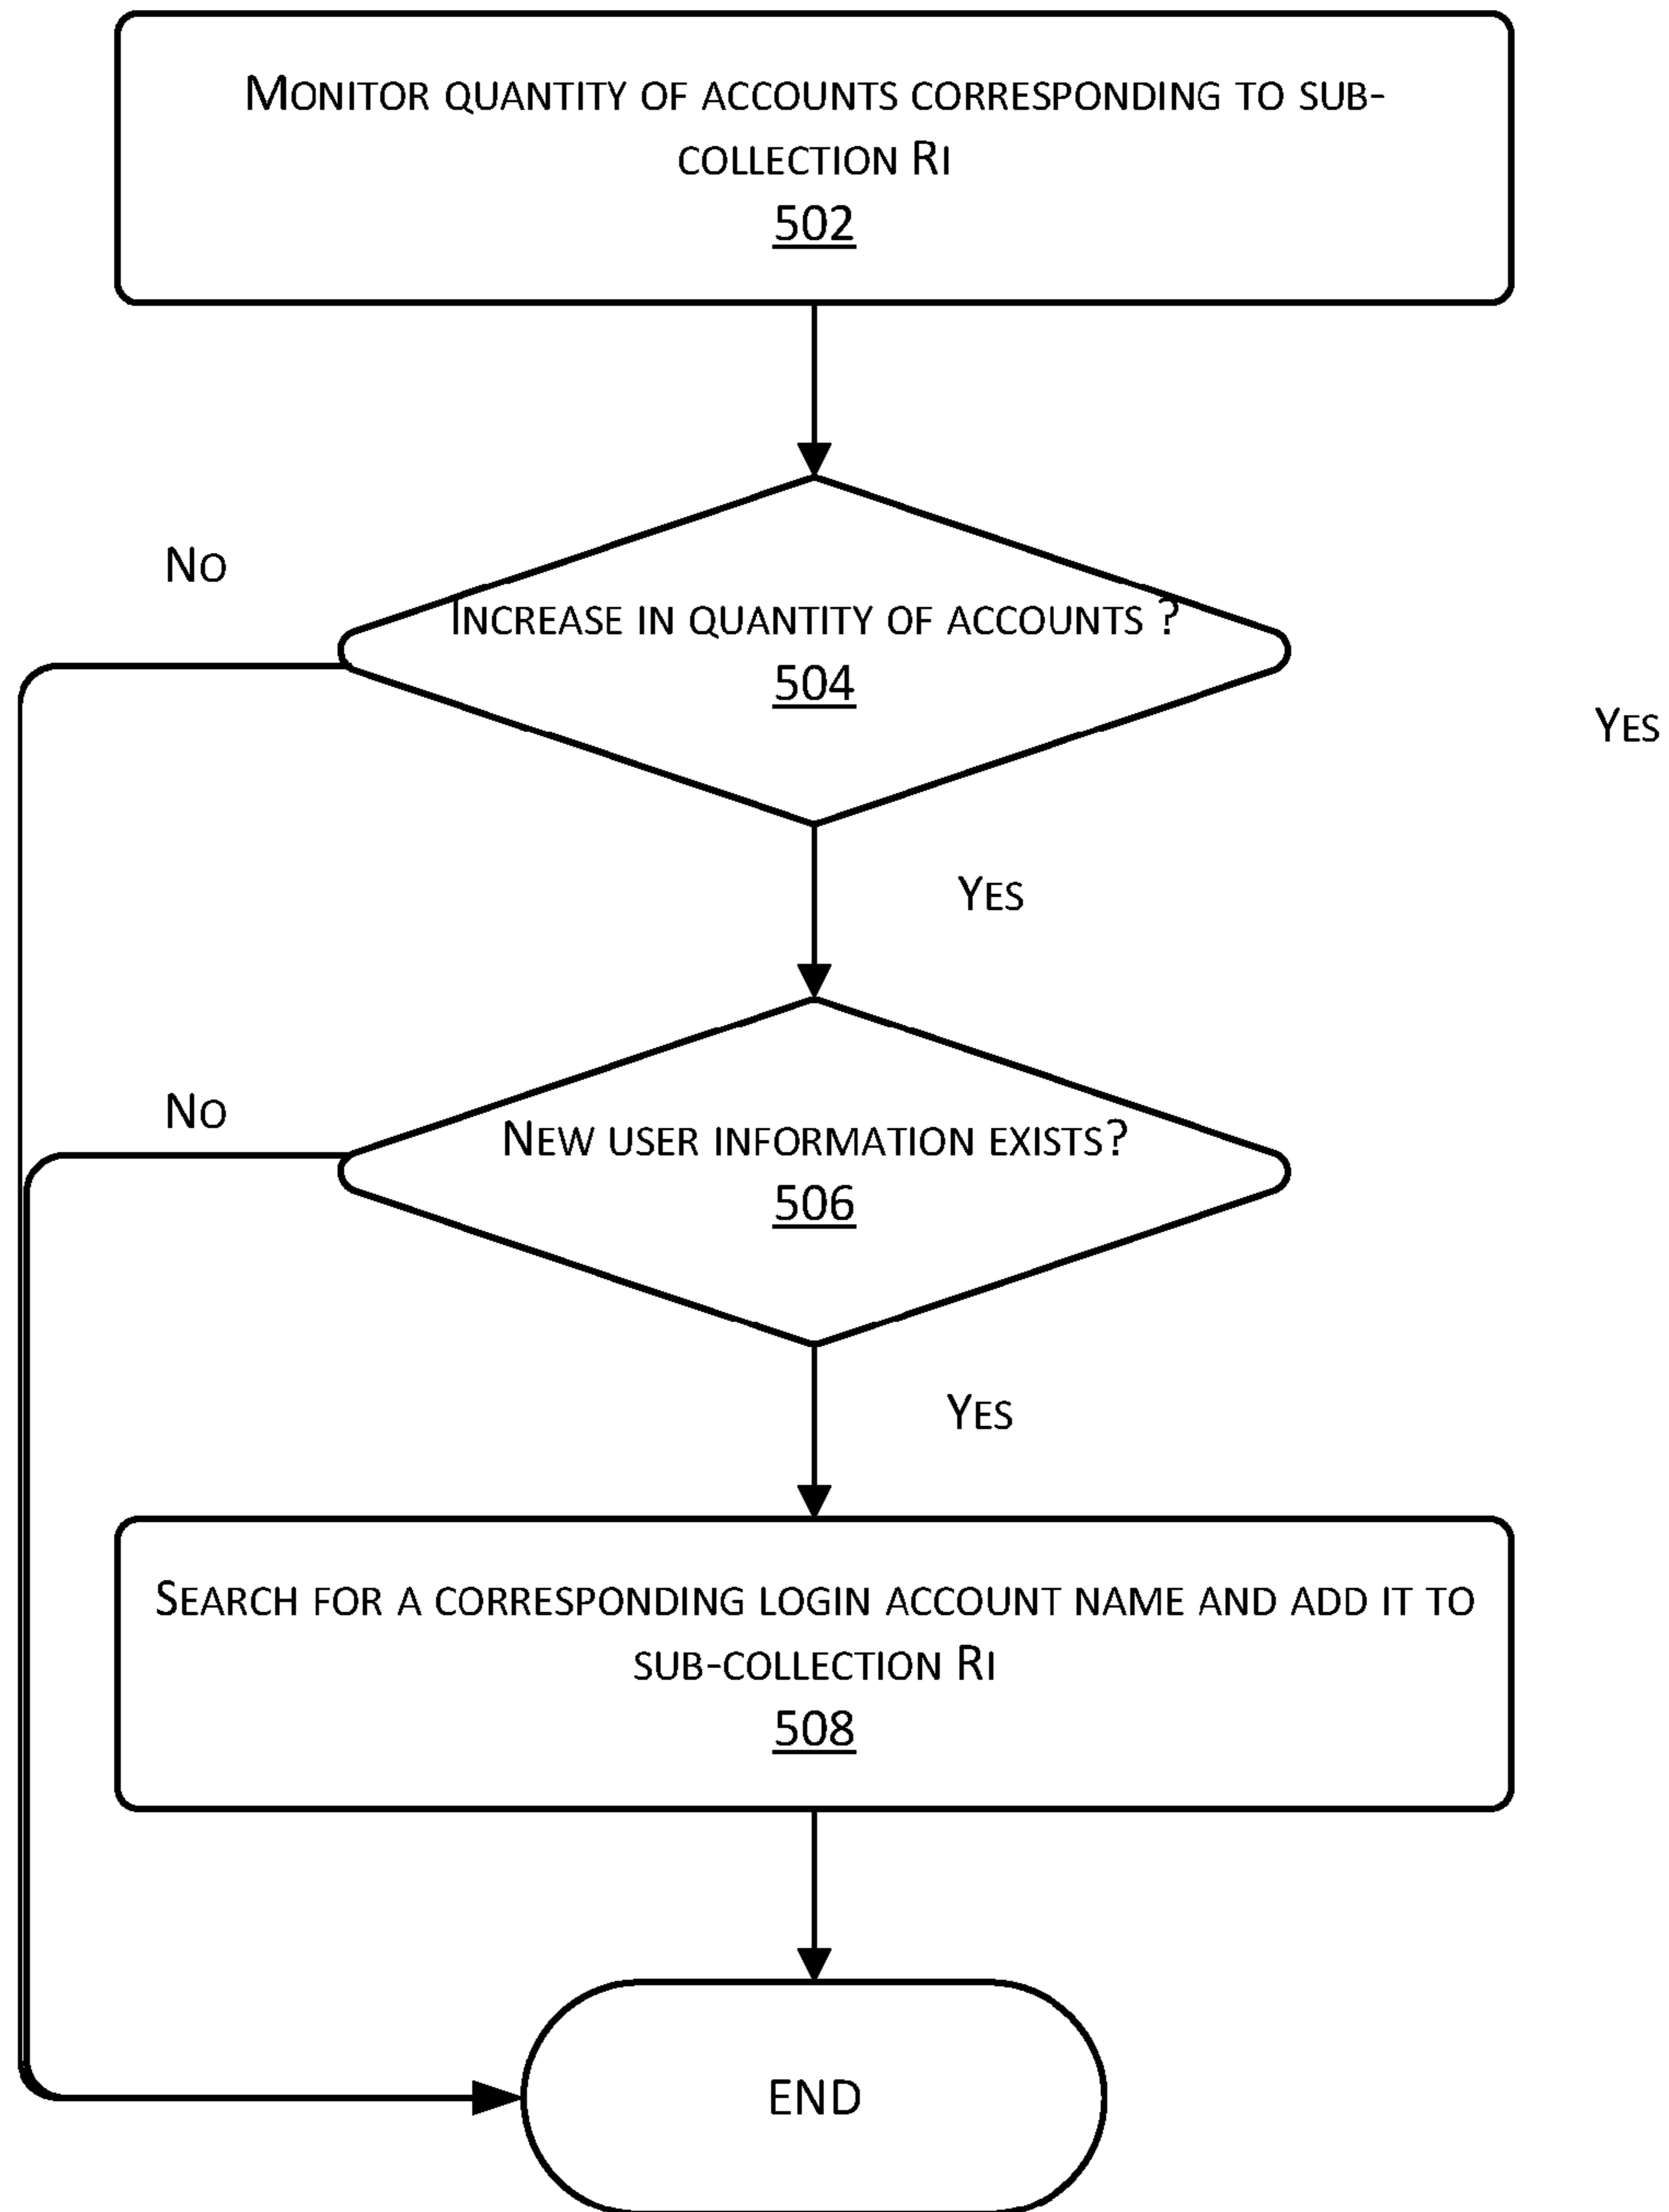 Monitor quantity of accounts corresponding to sub-
collection Ri
502
No
Increase in quantity of accounts ?
504
Yes
Yes
No
New user information exists?
506
Yes
Search for a corresponding login account name and add it to
sub-collection Ri
508
END